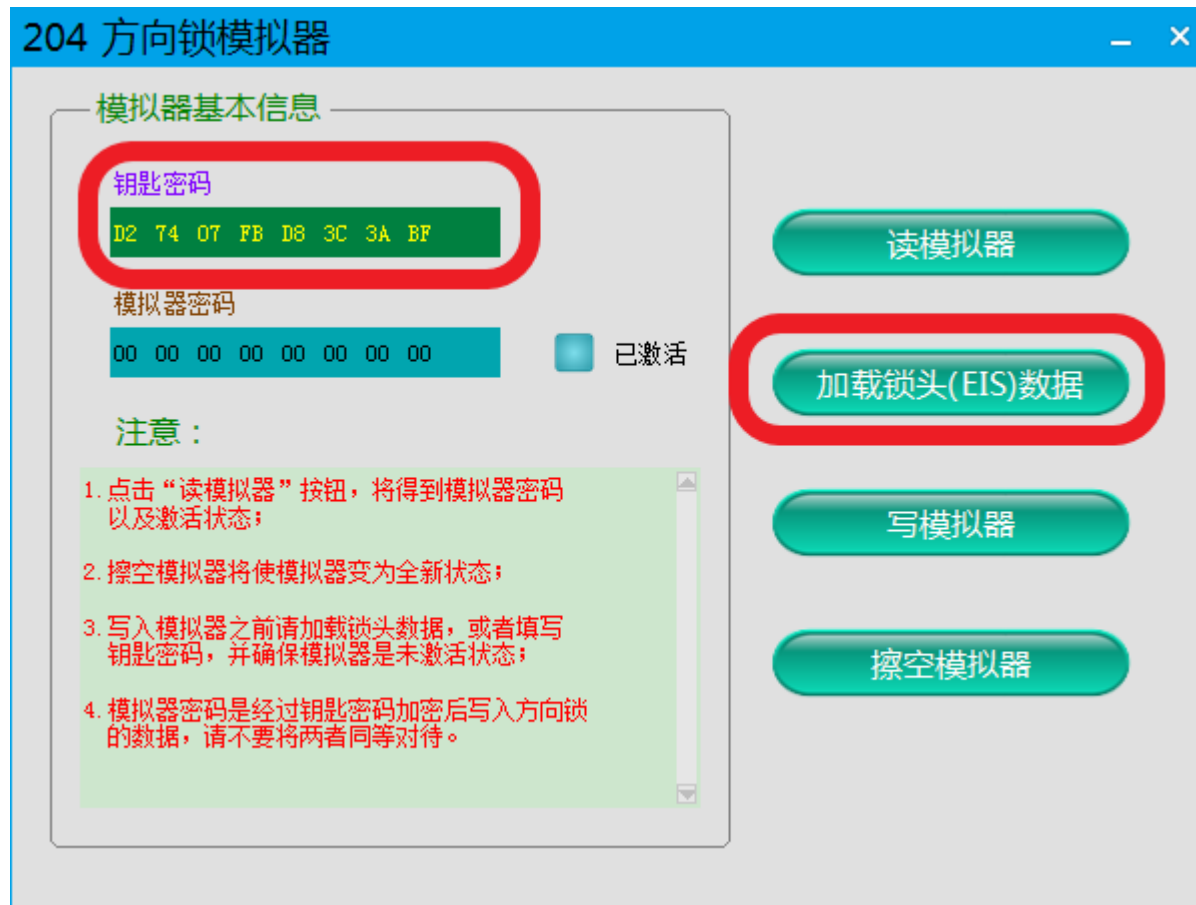 204 方向锁模拟器
模拟器基本信息
钥匙密码
D2 74 07 FB D8 3C 3A BF
模拟器密码
00 00 00 00 00 00 00 00
已激活
注意：
1. 点击“读模拟器”按钮，将得到模拟器密码
以及激活状态；
2. 擦空模拟器将使模拟器变为全新状态；
3. 写入模拟器之前请加载锁头数据，或者填写
钥匙密码，并确保模拟器是未激活状态；
4. 模拟器密码是经过钥匙密码加密后写入方向锁
的数据，请不要将两者同等对待。
读模拟器
加载锁头(EIS)数据
写模拟器
擦空模拟器